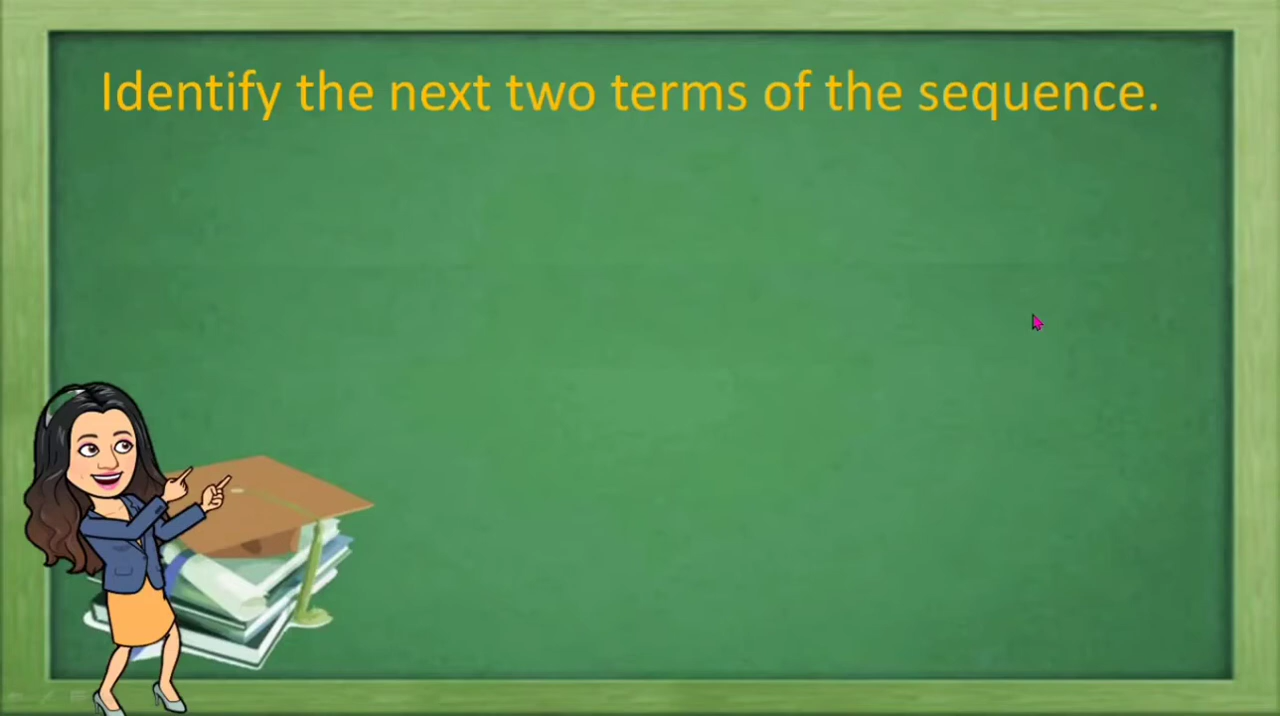 Identify the next two terms of the sequence.